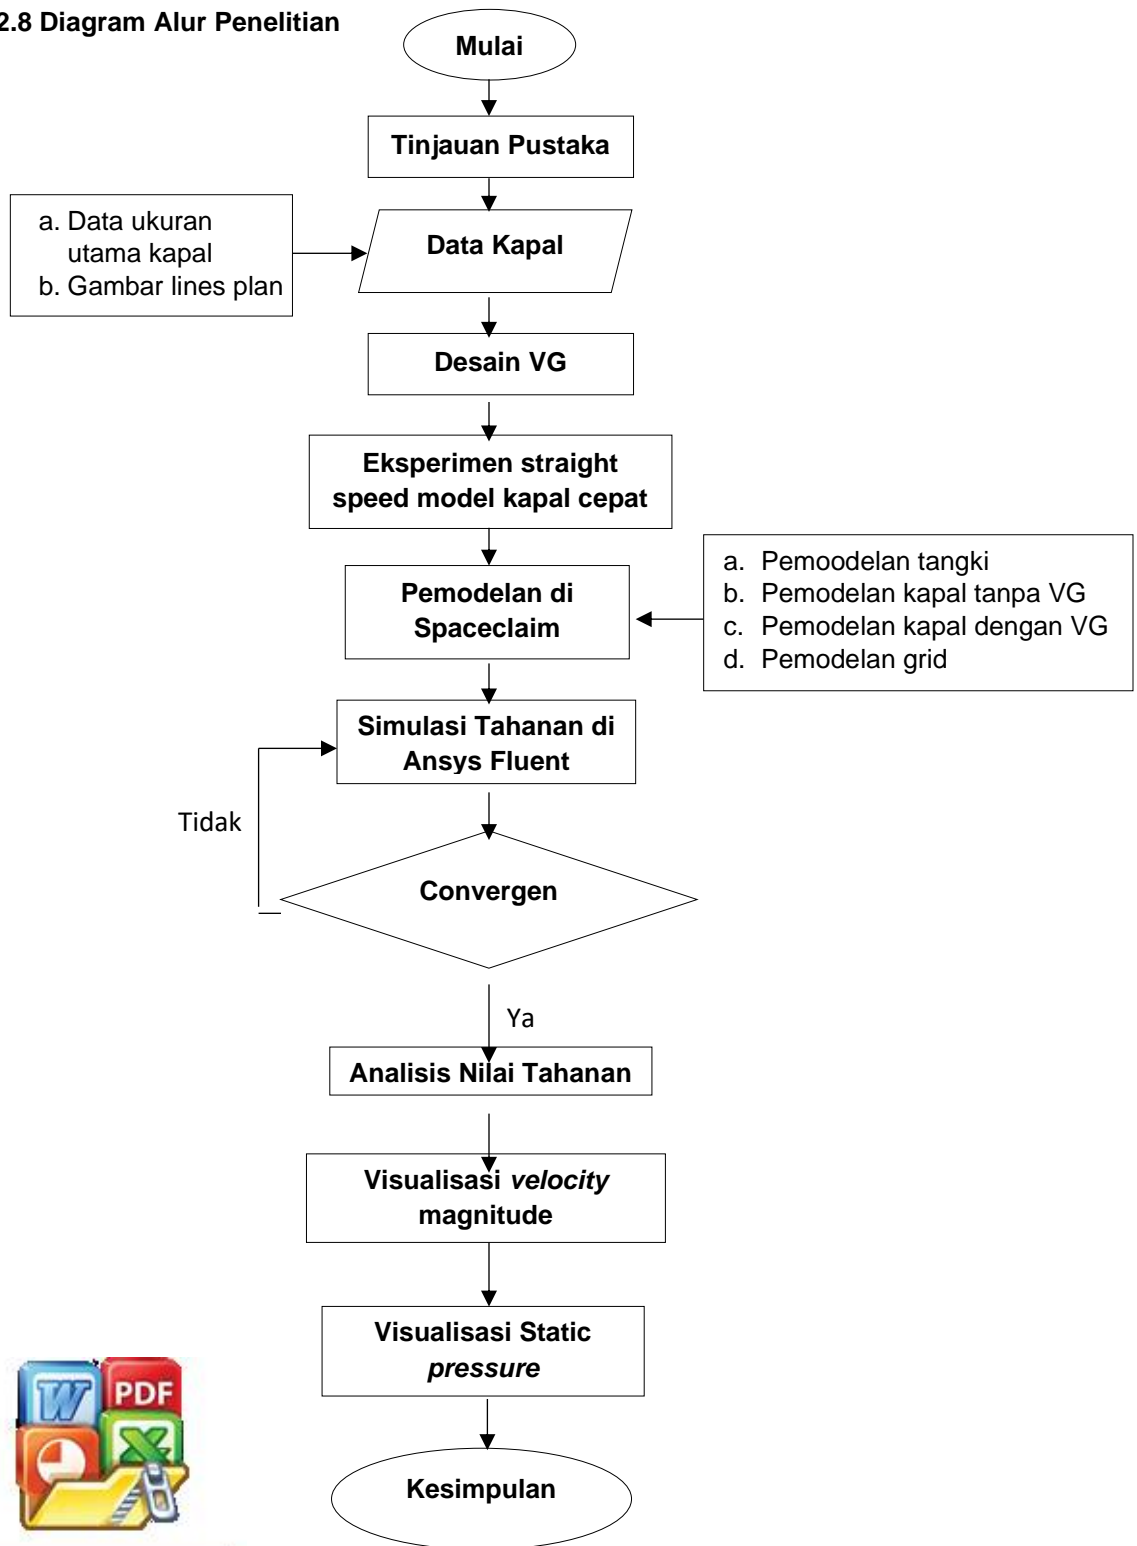 2.8 Diagram Alur Penelitian
Mulai
Tinjauan Pustaka
a. Data ukuran
utama kapal
b. Gambar lines plan
Data Kapal
Desain VG
Eksperimen straight
speed model kapal cepat
Pemodelan di
Spaceclaim
a. Pemoodelan tangki
b. Pemodelan kapal tanpa VG
c. Pemodelan kapal dengan VG
d. Pemodelan grid
Simulasi Tahanan di
Ansys Fluent
Tidak
Convergen
Ya
Analisis Nilai Tahanan
Visualisasi velocity
magnitude
Visualisasi Static
pressure
Kesimpulan
W
PDF
X